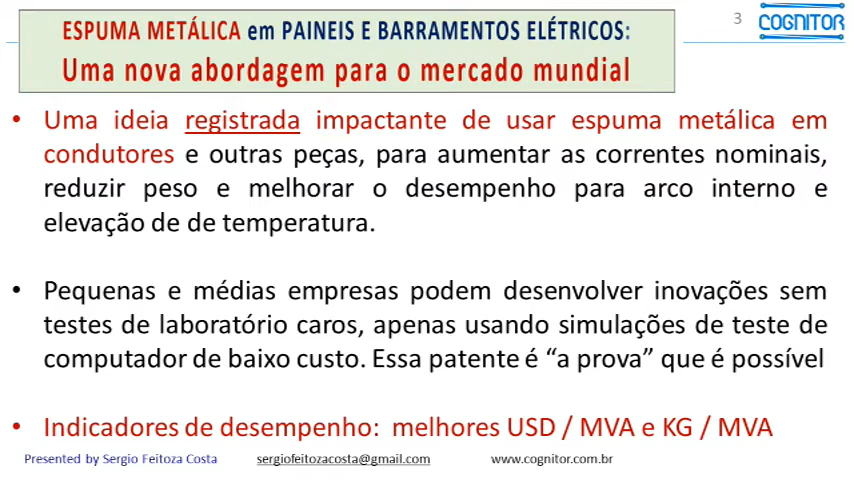 3
COGNITOR
ESPUMA METÁLICA em PAINEIS E BARRAMENTOS ELÉTRICOS:
Uma nova abordagem para o mercado mundial
• Uma ideia registrada impactante de usar espuma metálica em
condutores e outras peças, para aumentar as correntes nominais,
reduzir peso e melhorar o desempenho para arco interno e
elevação de de temperatura.
• Pequenas e médias empresas podem desenvolver inovações sem
testes de laboratório caros, apenas usando simulações de teste de
computador de baixo custo. Essa patente é “a prova” que é possível
• Indicadores de desempenho: melhores USD / MVA e KG / MVA
Presented by Sergio Feitoza Costa sergiofeitozacosta@gmail.com www.cognitor.com.br